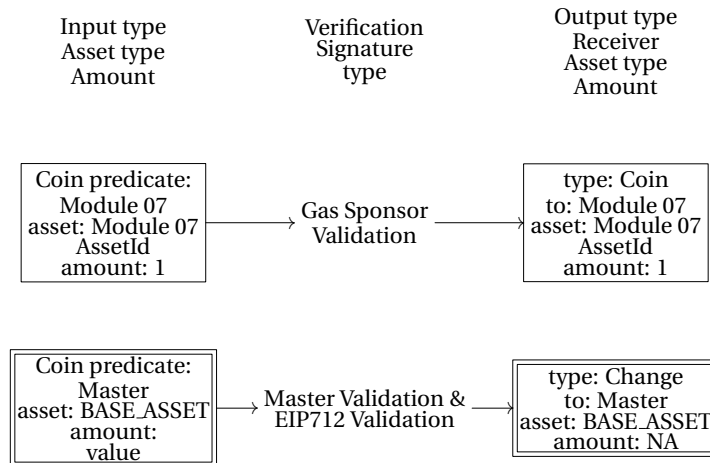 Input type
Asset type
Amount
Verification
Signature
type
Output type
Receiver
Asset type
Amount
Coin predicate:
Module 07
asset: Module 07
AssetId
amount: 1
Gas Sponsor
Validation
type: Coin
to: Module 07
asset: Module 07
AssetId
amount: 1
Coin predicate:
Master
asset: BASE_ASSET
amount:
value
Master Validation &
EIP712 Validation
type: Change
to: Master
asset: BASE_ASSET
amount: NA